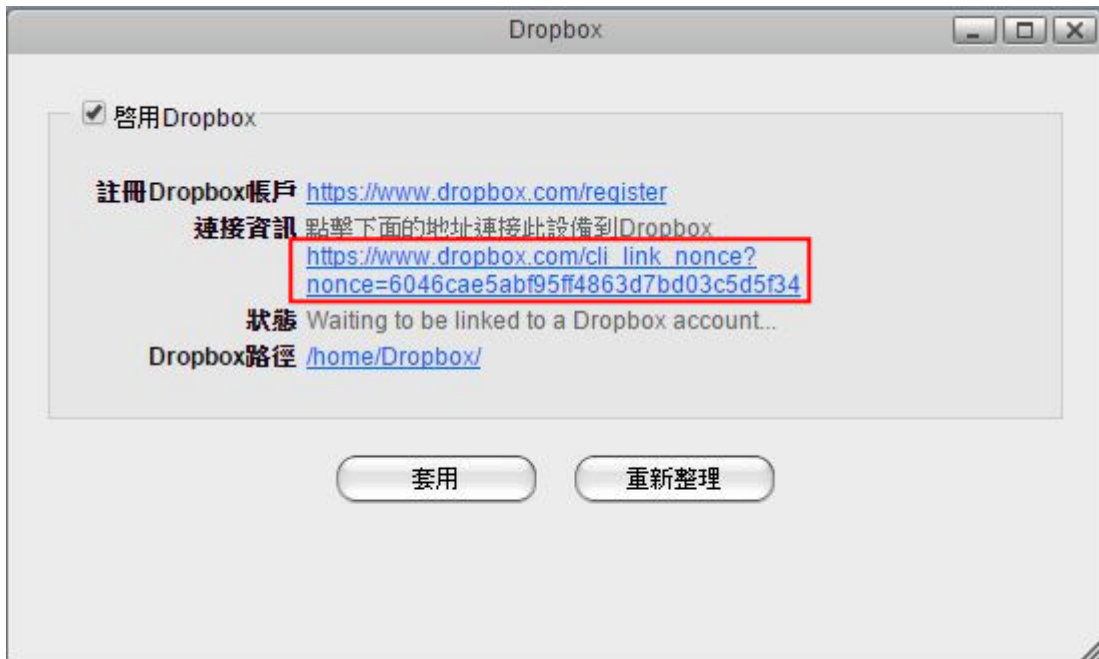 Dropbox
啓用Dropbox
註冊Dropbox帳戶 https://www.dropbox.com/register
連接資訊 點擊下面的地址連接此設備到Dropbox
https://www.dropbox.com/cli_link_nonce?
nonce=6046cae5abf95ff4863d7bd03c5d5f34
狀態 Waiting to be linked to a Dropbox account...
Dropbox路徑 /home/Dropbox/
套用 重新整理